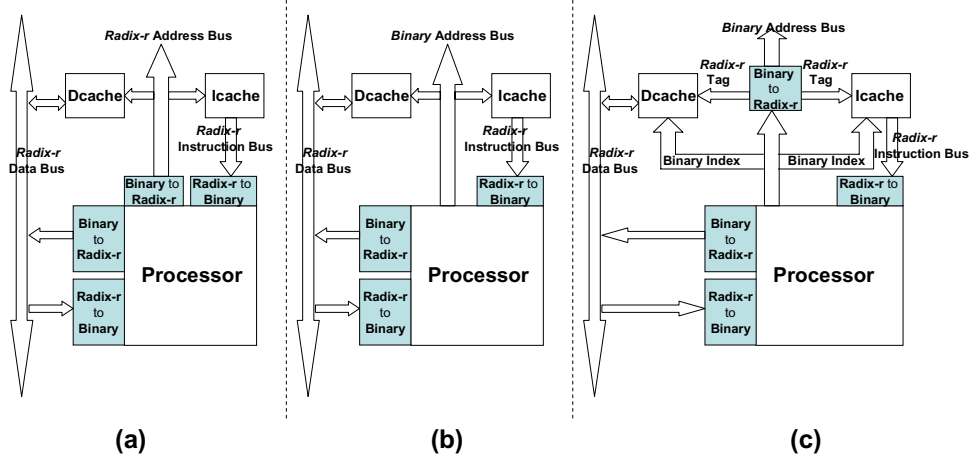 Radix-r Address Bus
Dcache
Icache
Radix-r
Instruction Bus
Radix-r
Data Bus
Binary to
Radix-r
Radix-r to
Binary
Binary
to
Radix-r
Processor
Radix-r
to
Binary
(a)
Binary Address Bus
Dcache
Icache
Radix-r
Instruction Bus
Radix-r
Data Bus
Radix-r to
Binary
Binary
to
Radix-r
Processor
Radix-r
to
Binary
(b)
Binary Address Bus
Radix-r
Tag
Binary
to
Radix-r
Radix-r
Tag
Dcache
Icache
Radix-r
Instruction Bus
Radix-r
Data Bus
Binary Index
Binary Index
Radix-r to
Binary
Binary
to
Radix-r
Processor
Radix-r
to
Binary
(c)